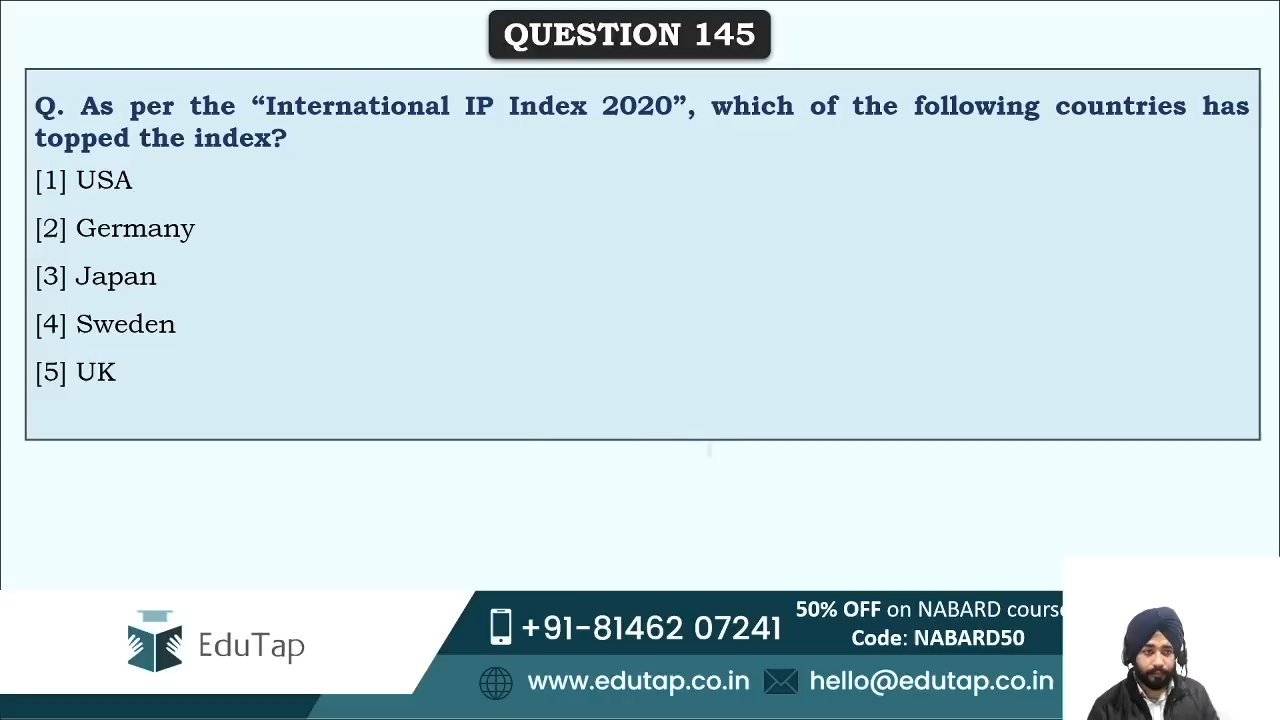 QUESTION 145
Q. As per the “International IP Index 2020”, which of the following countries has
topped the index?
[1] USA
[2] Germany
[3] Japan
[4] Sweden
[5] UK
EduTap
+91-81462 07241
50% OFF on NABARD course
Code: NABARD50
www.edutap.co.in
hello@edutap.co.in